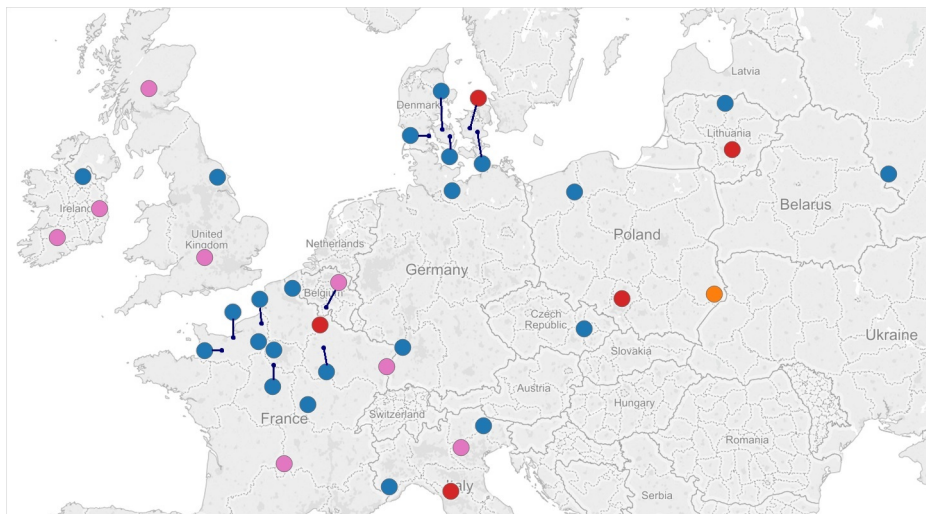 Latvia
Denmark
Lithuania
Ireland
Belarus
United
Kingdom
Poland
Netherlands
Germany
Belgium
Czech
Republic
Ukraine
Slovakia
Austria
Hungary
Switzerland
France
Romania
Italy
Serbia